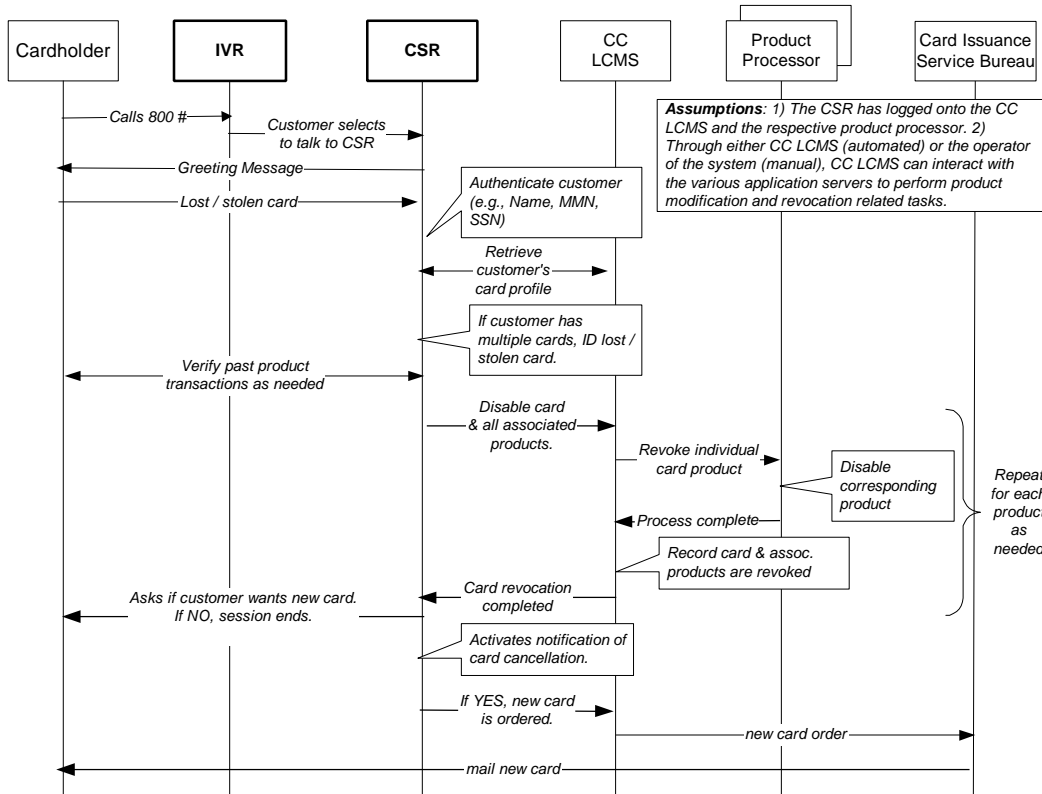 Cardholder
IVR
CSR
CC
LCMS
Product
Processor
Card Issuance
Service Bureau
Calls 800 #
Customer selects
to talk to CSR
Assumptions: 1) The CSR has logged onto the CC
LCMS and the respective product processor. 2)
Through either CC LCMS (automated) or the operator
of the system (manual), CC LCMS can interact with
the various application servers to perform product
modification and revocation related tasks.
Greeting Message
Lost / stolen card
Authenticate customer
(e.g., Name, MMN,
SSN)
Retrieve
customer's
card profile
If customer has
multiple cards, ID lost /
stolen card.
Verify past product
transactions as needed
Disable card
& all associated
products.
Revoke individual
card product
Disable
corresponding
product
Repeat
for each
product
as
needed
Process complete
Record card & assoc.
products are revoked
Card revocation
completed
Asks if customer wants new card.
If NO, session ends.
Activates notification of
card cancellation.
If YES, new card
is ordered.
new card order
mail new card